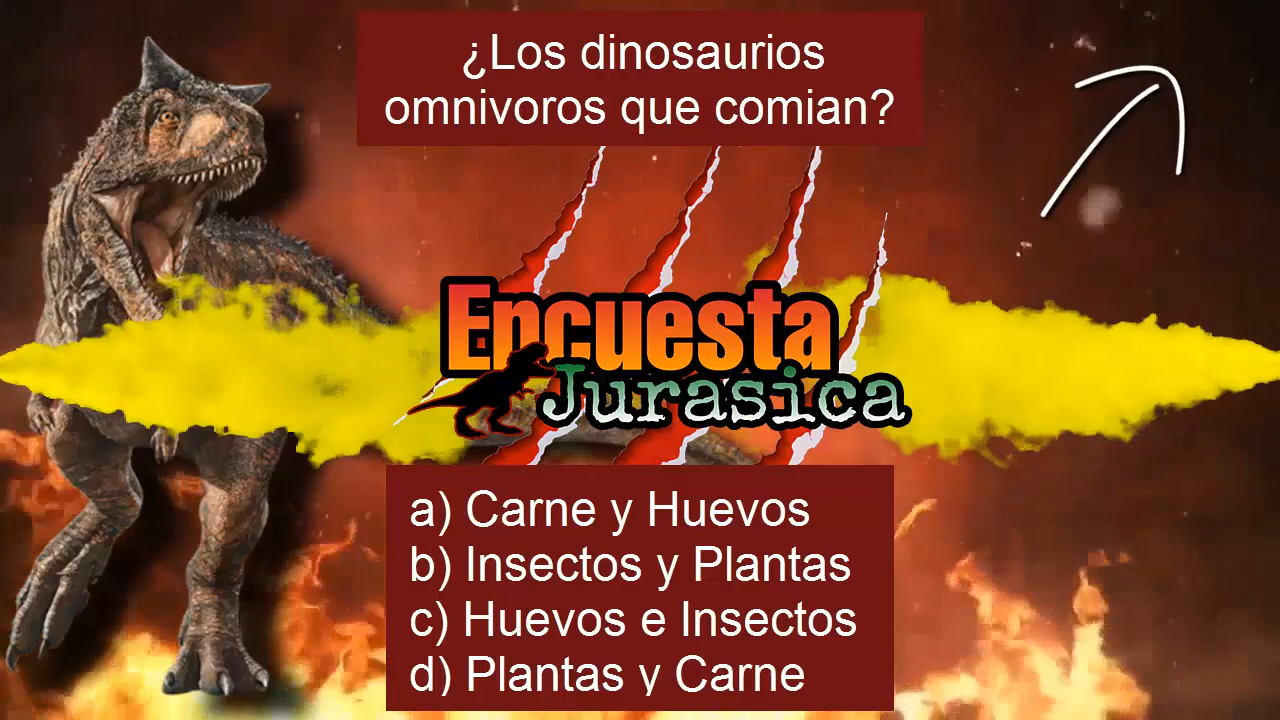 ¿Los dinosaurios
omnivoros que comian?
Encuesta
Jurasica
a) Carne y Huevos
b) Insectos y Plantas
c) Huevos e Insectos
d) Plantas y Carne